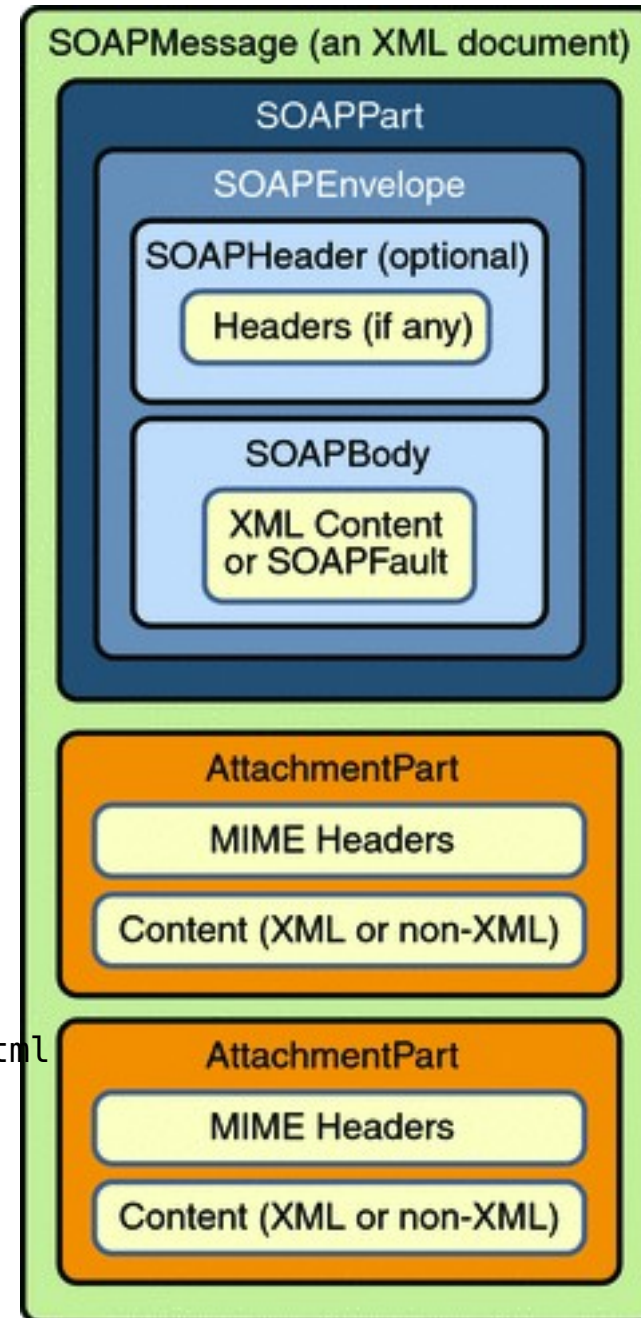 SOAPMessage (an XML document)
SOAPPart
SOAPEnvelope
SOAPHeader (optional)
Headers (if any)
SOAPBody
XML Content
or SOAPFault
AttachmentPart
MIME Headers
Content (XML or non-XML)
tml
AttachmentPart
MIME Headers
Content (XML or non-XML)